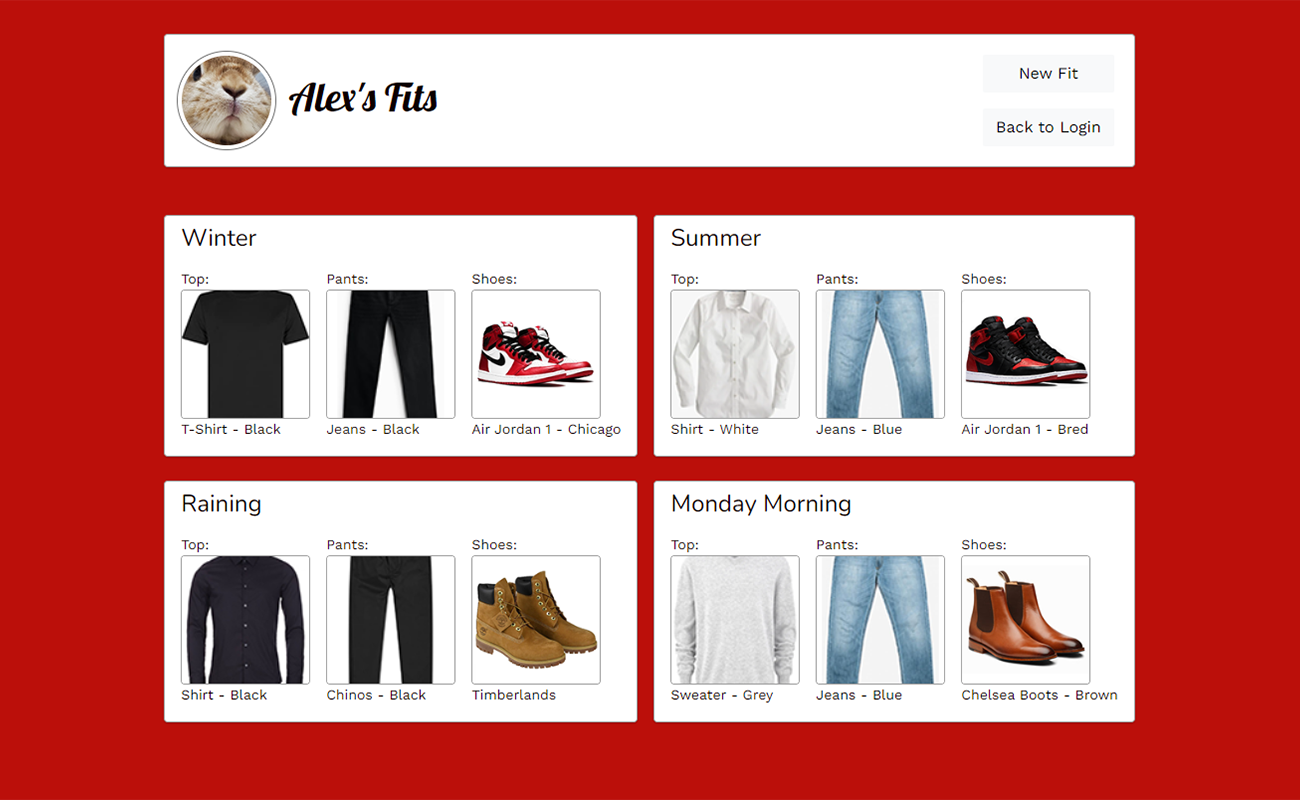 Alex's Fits
New Fit
Back to Login
Winter
Top: Pants: Shoes:
T-Shirt - Black Jeans - Black Air Jordan 1 - Chicago
Summer
Top: Pants: Shoes:
Shirt - White Jeans - Blue Air Jordan 1 - Bred
Raining
Top: Pants: Shoes:
Shirt - Black Chinos - Black Timberlands
Monday Morning
Top: Pants: Shoes:
Sweater - Grey Jeans - Blue Chelsea Boots - Brown